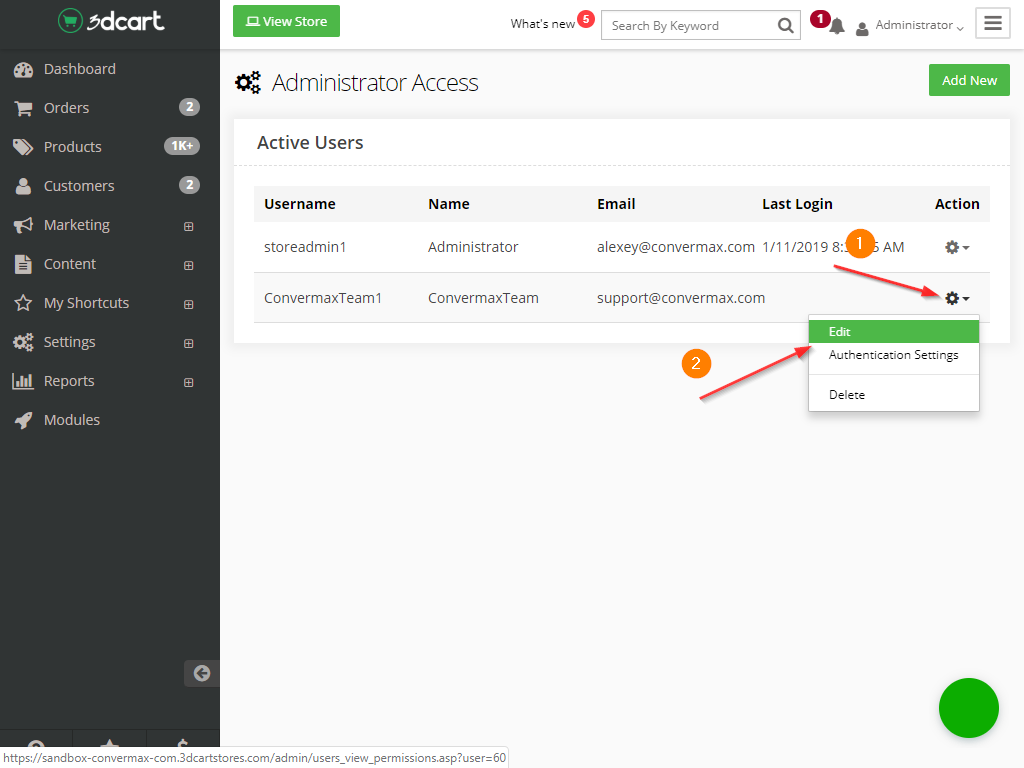 3dcart
View Store
What's new 5
Search By Keyword
1
Administrator
Dashboard
Orders 2
Products 1K+
Customers 2
Marketing
Content
My Shortcuts
Settings
Reports
Modules
Administrator Access
Add New
Active Users
Username Name Email Last Login Action
storeadmin1 Administrator alexey@convermax.com 1/11/2019 8: AM
1
ConvermaxTeam1 ConvermaxTeam support@convermax.com
2
Edit
Authentication Settings
Delete
https://sandbox-convermax-com.3dcartstores.com/admin/users_view_permissions.asp?user=60